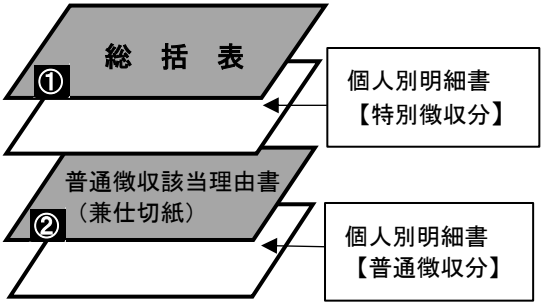 総 括 表
①
個人別明細書
【特別徴収分】
普通徴収該当理由書
（兼仕切紙）
②
個人別明細書
【普通徴収分】